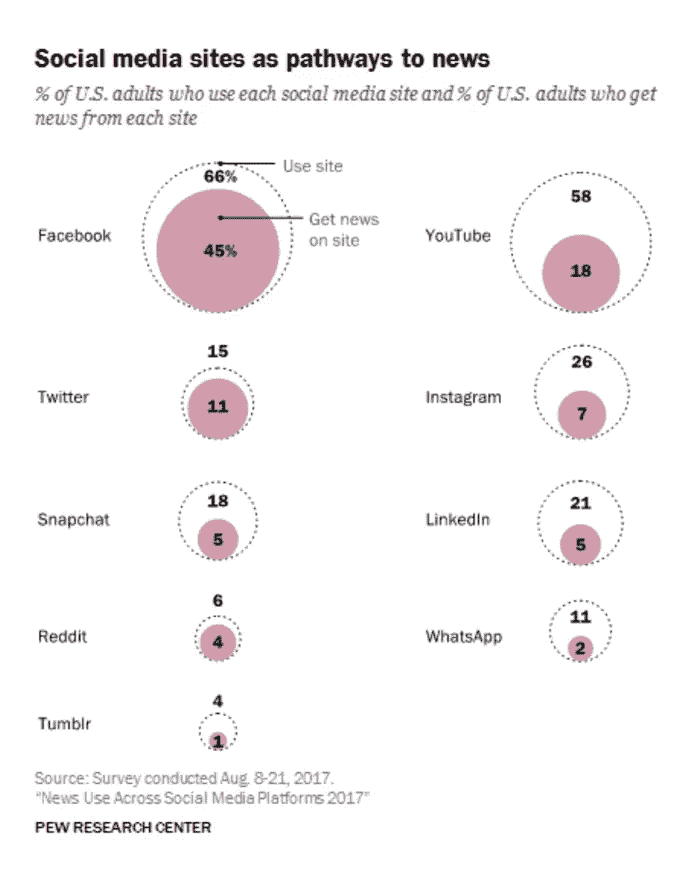 Social media sites as pathways to news
% of U.S. adults who use each social media site and % of U.S. adults who get
news from each site
Use site
66%
Get news
on site
Facebook
45%
58
YouTube
18
15
Twitter
11
26
Instagram
7
18
Snapchat
5
21
LinkedIn
5
6
Reddit
4
11
WhatsApp
2
4
Tumblr
1
Source: Survey conducted Aug. 8-21, 2017.
"News Use Across Social Media Platforms 2017"
PEW RESEARCH CENTER